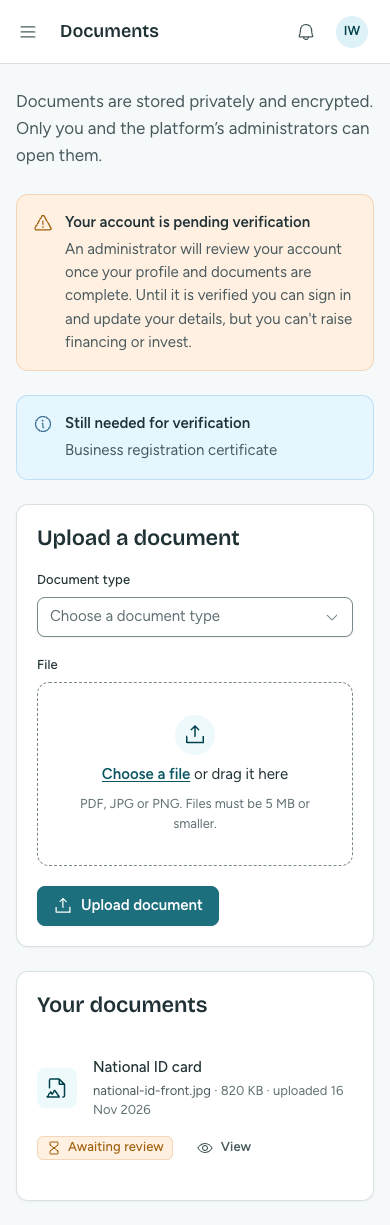 Documents
IW
Documents are stored privately and encrypted.
Only you and the platform’s administrators can
open them.
Your account is pending verification
An administrator will review your account
once your profile and documents are
complete. Until it is verified you can sign in
and update your details, but you can't raise
financing or invest.
Still needed for verification
Business registration certificate
Upload a document
Document type
Choose a document type
File
Choose a file or drag it here
PDF, JPG or PNG. Files must be 5 MB or
smaller.
Upload document
Your documents
National ID card
national-id-front.jpg · 820 KB · uploaded 16
Nov 2026
Awaiting review
View